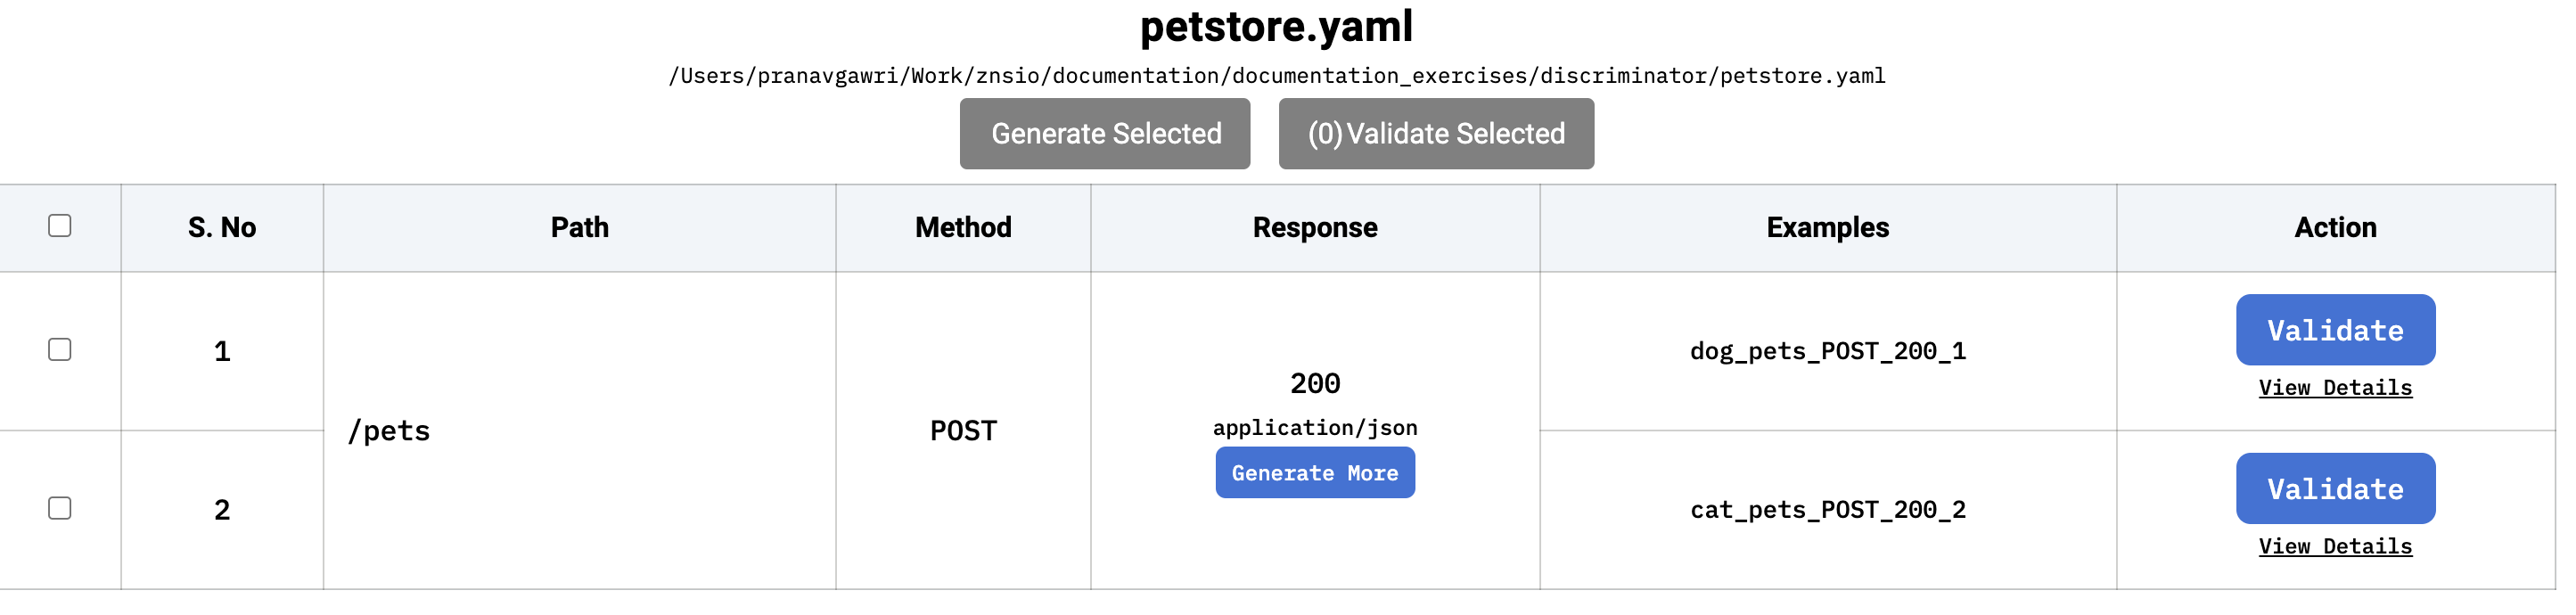 petstore.yaml
/Users/pranavgawri/Work/znsio/documentation/documentation_exercises/discriminator/petstore.yaml
Generate Selected
(0) Validate Selected
S. No
Path
Method
Response
Examples
Action
1
/pets
POST
200
application/json
Generate More
dog_pets_POST_200_1
Validate
View Details
2
cat_pets_POST_200_2
Validate
View Details